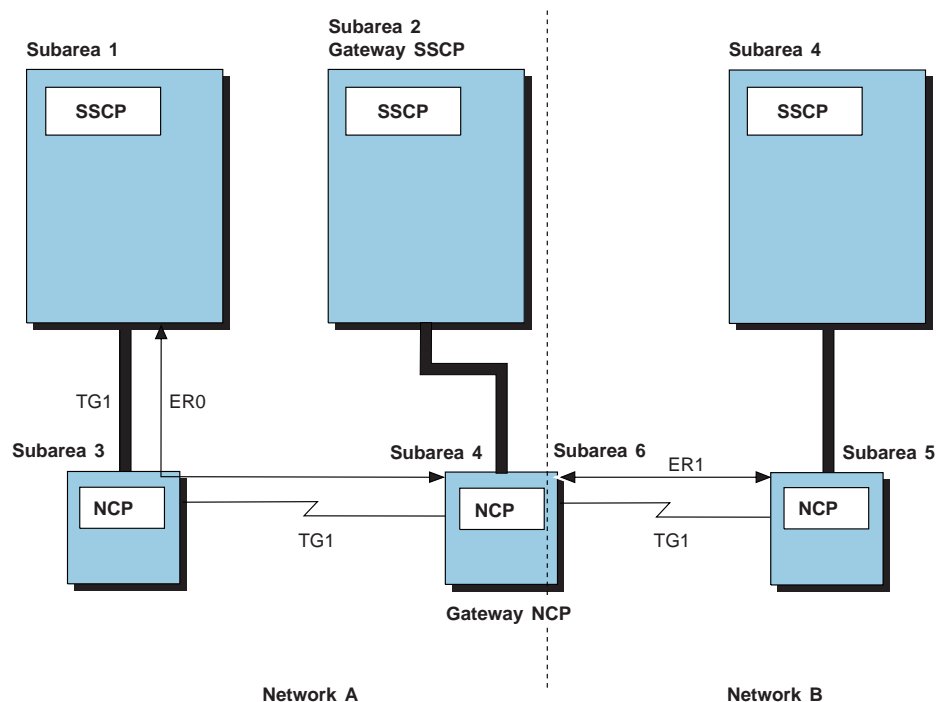 Subarea 1
Subarea 2
Gateway SSCP
Subarea 4
SSCP
SSCP
SSCP
TG1
ER0
Subarea 3
Subarea 4
Subarea 6
ER1
Subarea 5
NCP
NCP
NCP
TG1
TG1
Gateway NCP
Network A
Network B